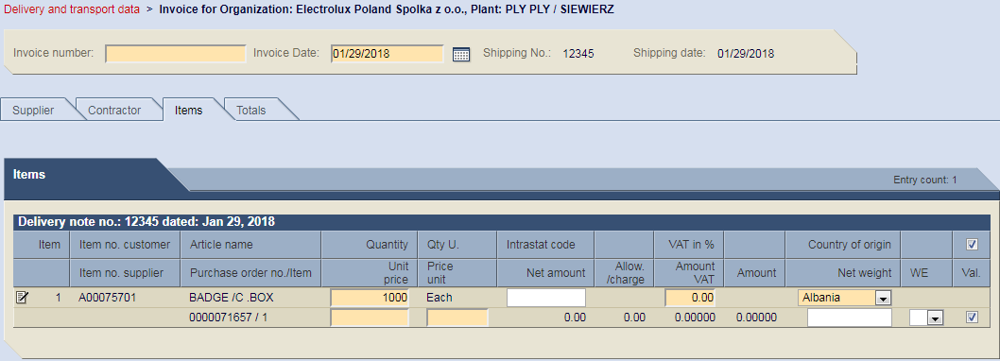 Delivery and transport data > Invoice for Organization: Electrolux Poland Spolka z o.o., Plant: PLY PLY / SIEWIERZ
Invoice number: Invoice Date: 01/29/2018 Shipping No.: 12345 Shipping date: 01/29/2018
Supplier Contractor Items Totals
Items
Entry count: 1
Delivery note no.: 12345 dated: Jan 29, 2018
Item Item no. customer Article name Quantity Qty U. Intrastat code VAT in % Country of origin
Item no. supplier Purchase order no./Item Unit price Price unit Net amount Allow. /charge Amount VAT Amount Net weight WE Val.
1 A00075701 BADGE /C .BOX 1000 Each 0.00 Albania
0000071657 / 1 0.00 0.00 0.00000 0.00000